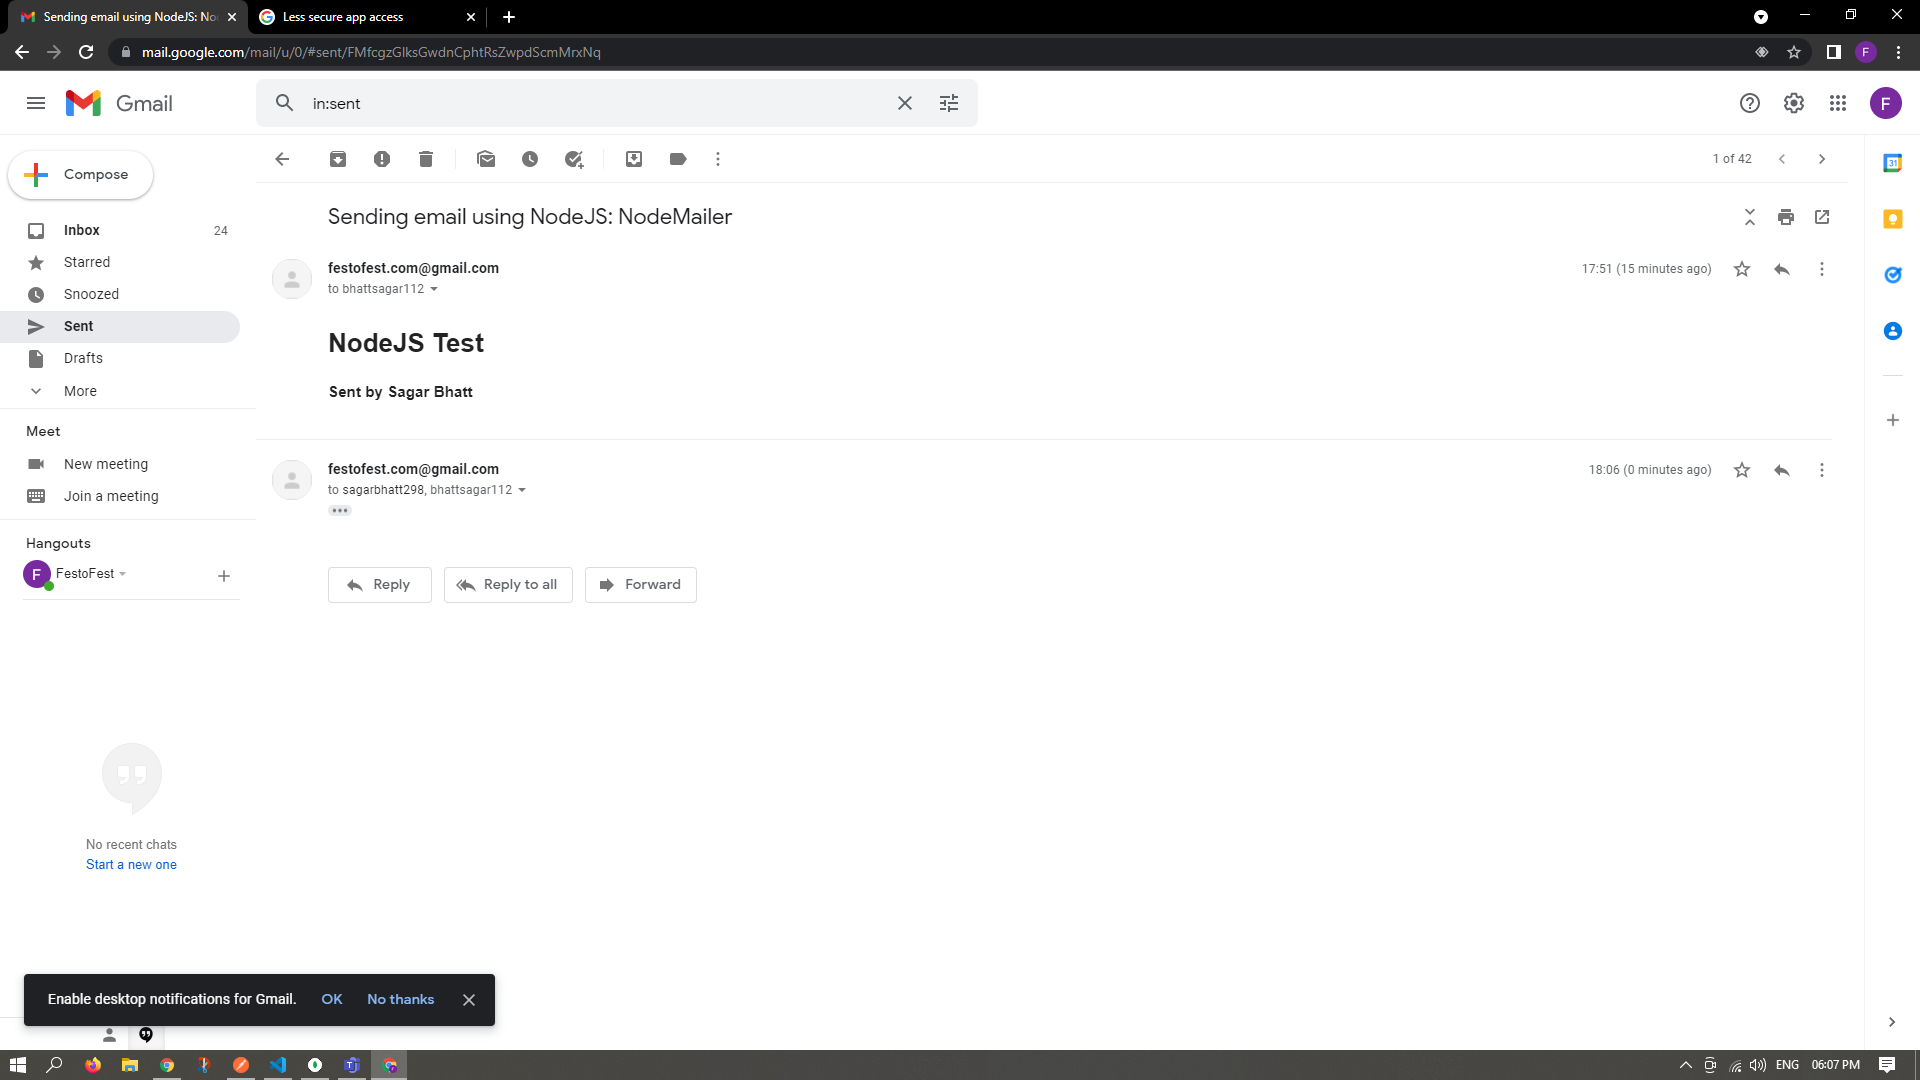 Sending email using NodeJS: No
Less secure app access
mail.google.com/mail/u/0/#sent/FMfcgzGlksGwdnCphtRsZwpdScmMrxNq
F
Gmail
in:sent
F
Compose
1 of 42
31
Inbox 24
Starred
Snoozed
Sent
Drafts
More
Sending email using NodeJS: NodeMailer
festofest.com@gmail.com
17:51 (15 minutes ago)
to bhattsagar112
NodeJS Test
Sent by Sagar Bhatt
Meet
New meeting
Join a meeting
festofest.com@gmail.com
18:06 (0 minutes ago)
to sagarbhatt298, bhattsagar112
Hangouts
F FestoFest
Reply
Reply to all
Forward
No recent chats
Start a new one
Enable desktop notifications for Gmail. OK No thanks
ENG 06:07 PM